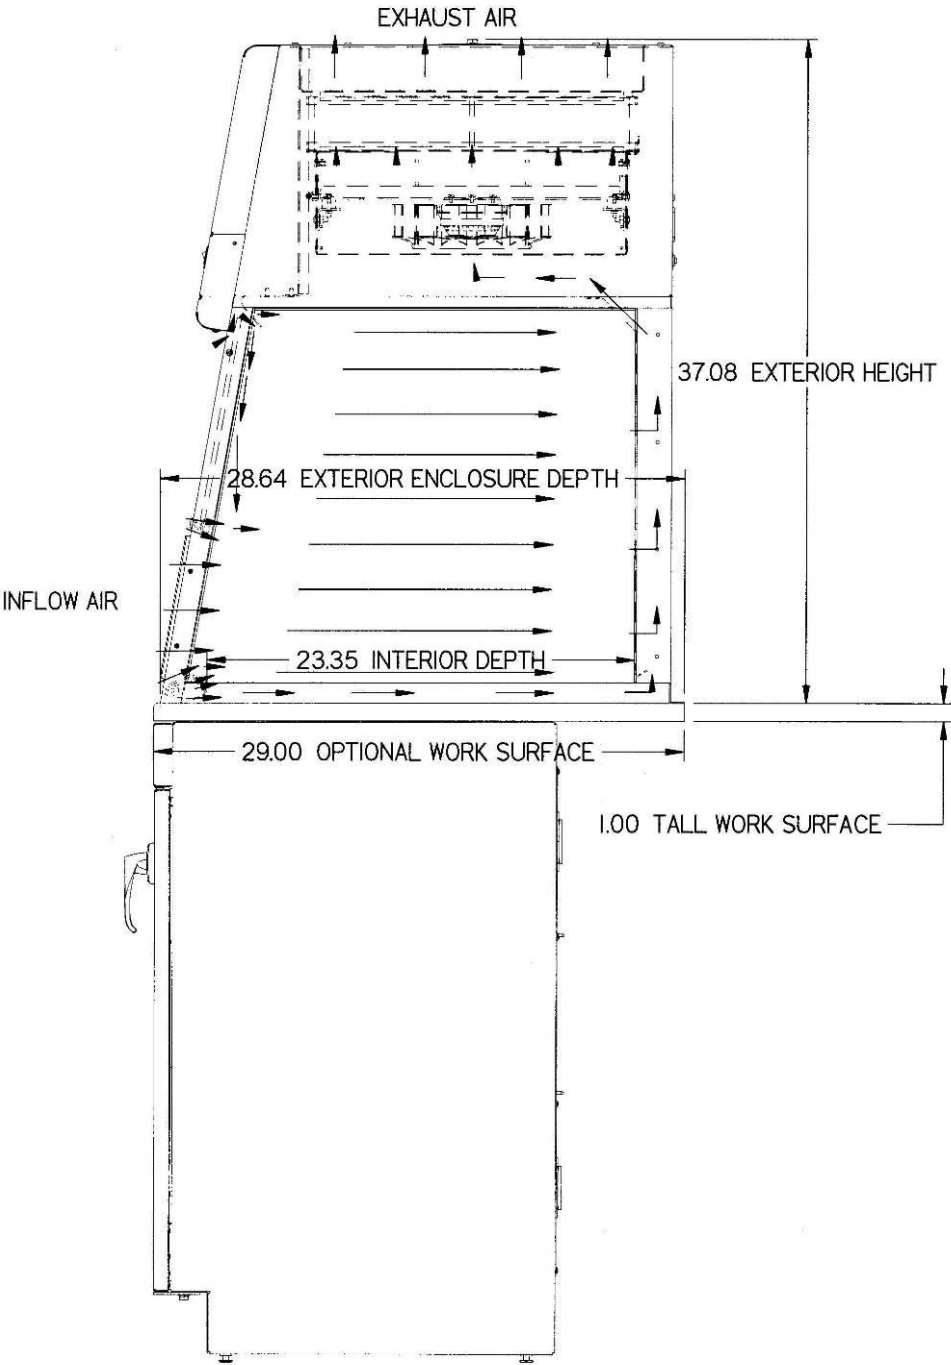 EXHAUST AIR
37.08 EXTERIOR HEIGHT
28.64 EXTERIOR ENCLOSURE DEPTH
INFLOW AIR
23.35 INTERIOR DEPTH
29.00 OPTIONAL WORK SURFACE
1.00 TALL WORK SURFACE